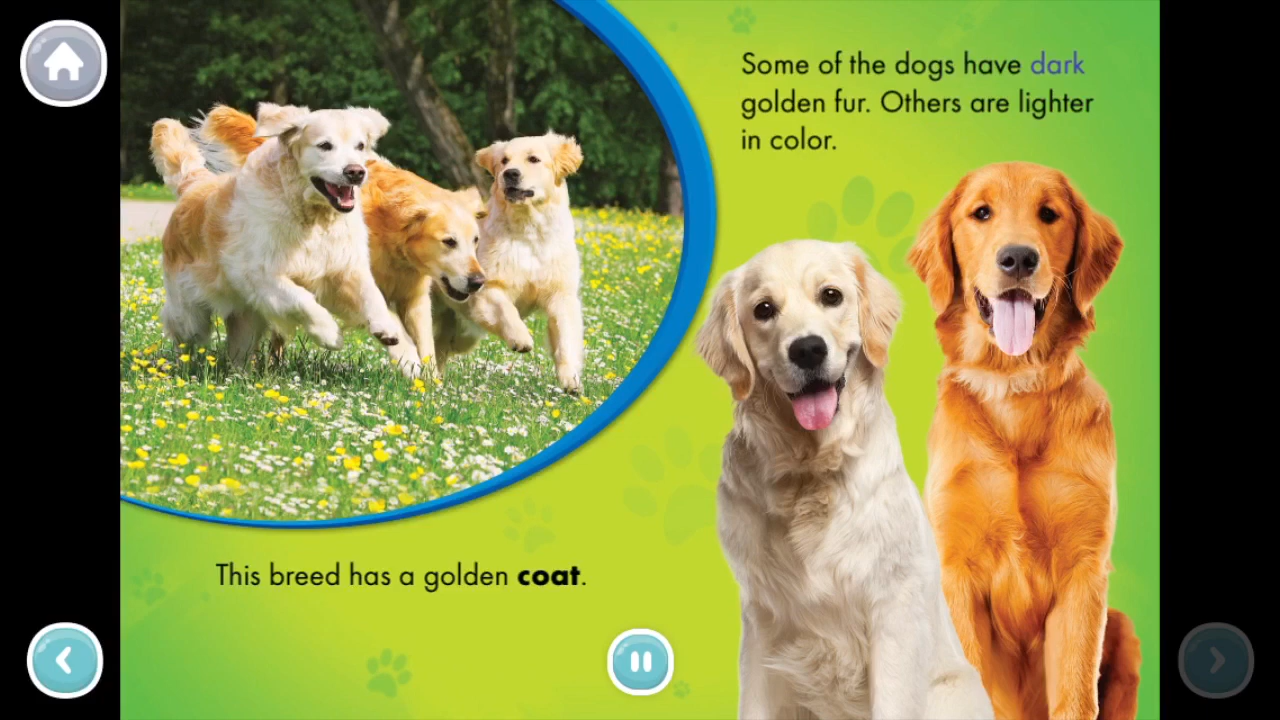 Some of the dogs have dark
golden fur. Others are lighter
in color.
This breed has a golden coat.